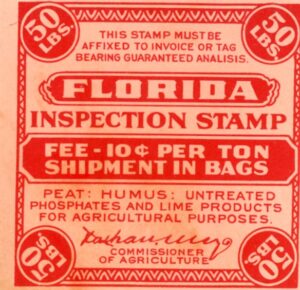 50 LBS.
50 LBS.
THIS STAMP MUST BE
AFFIXED TO INVOICE OR TAG
BEARING GUARANTEED ANALISIS.
FLORIDA
INSPECTION STAMP
FEE - 10¢ PER TON
SHIPMENT IN BAGS
PEAT: HUMUS: UNTREATED
PHOSPHATES AND LIME PRODUCTS
FOR AGRICULTURAL PURPOSES.
COMMISSIONER
OF AGRICULTURE
50 LBS.
50 LBS.